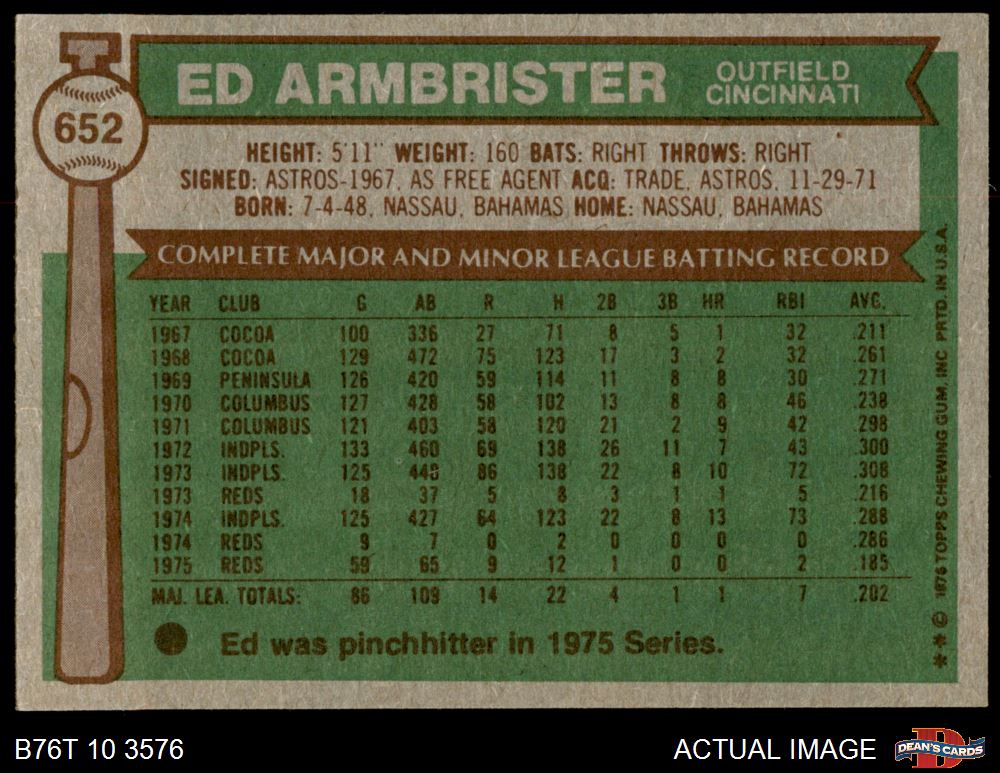 652
ED ARMBRISTER
OUTFIELD
CINCINNATI
HEIGHT: 5'11" WEIGHT: 160 BATS: RIGHT THROWS: RIGHT
SIGNED: ASTROS-1967, AS FREE AGENT ACQ: TRADE, ASTROS, 11-29-71
BORN: 7-4-48, NASSAU, BAHAMAS HOME: NASSAU, BAHAMAS
COMPLETE MAJOR AND MINOR LEAGUE BATTING RECORD
YEAR CLUB G AB R H 2B 3B HR RBI AVG.
1967 COCOA 100 336 27 71 8 5 1 32 .211
1968 COCOA 129 472 75 123 17 3 2 32 .261
1969 PENINSULA 126 420 59 114 11 8 8 30 .271
1970 COLUMBUS 127 428 58 102 13 8 8 46 .238
1971 COLUMBUS 121 403 58 120 21 2 9 42 .298
1972 INDPLS. 133 460 69 138 26 11 7 43 .300
1973 INDPLS. 125 448 86 138 22 8 10 72 .308
1973 REDS 18 37 5 8 3 1 1 5 .216
1974 INDPLS. 125 427 64 123 22 8 13 73 .288
1974 REDS 9 7 0 2 0 0 0 0 .286
1975 REDS 59 65 9 12 1 0 0 2 .185
MAJ. LEA. TOTALS: 86 109 14 22 4 1 1 7 .202
Ed was pinchhitter in 1975 Series.
** © 1976 TOPPS CHEWING GUM, INC PRTD. IN U.S.A.
B76T 10 3576
ACTUAL IMAGE
D
DEAN'S CARDS